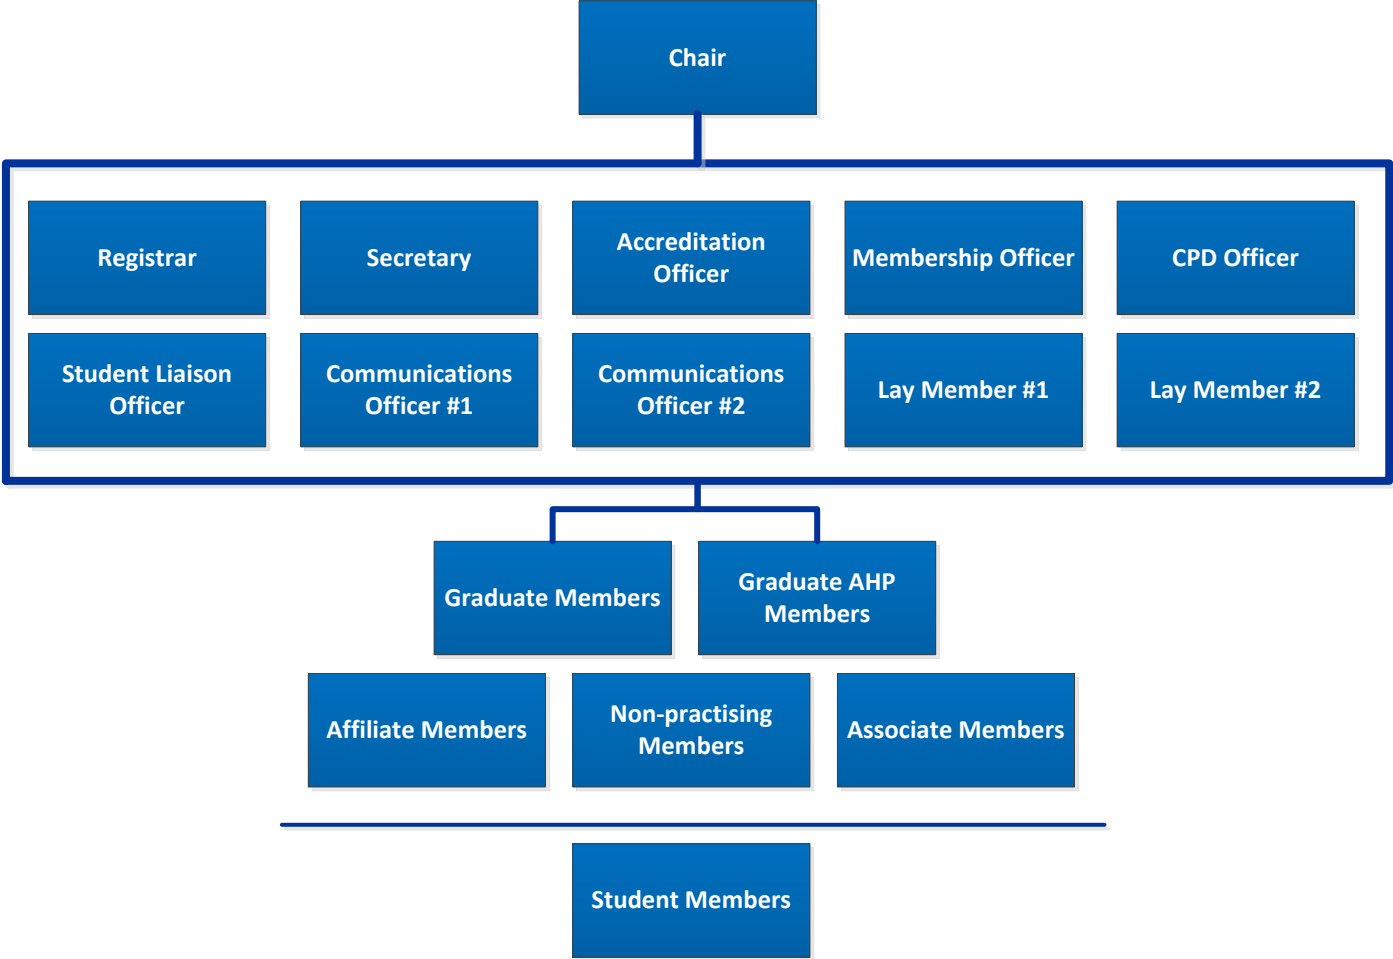 Chair
Registrar
Secretary
Accreditation
Officer
Membership Officer
CPD Officer
Student Liaison
Officer
Communications
Officer #1
Communications
Officer #2
Lay Member #1
Lay Member #2
Graduate Members
Graduate AHP
Members
Affiliate Members
Non-practising
Members
Associate Members
Student Members